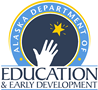 ALASKA DEPARTMENT OF
EDUCATION
& EARLY DEVELOPMENT